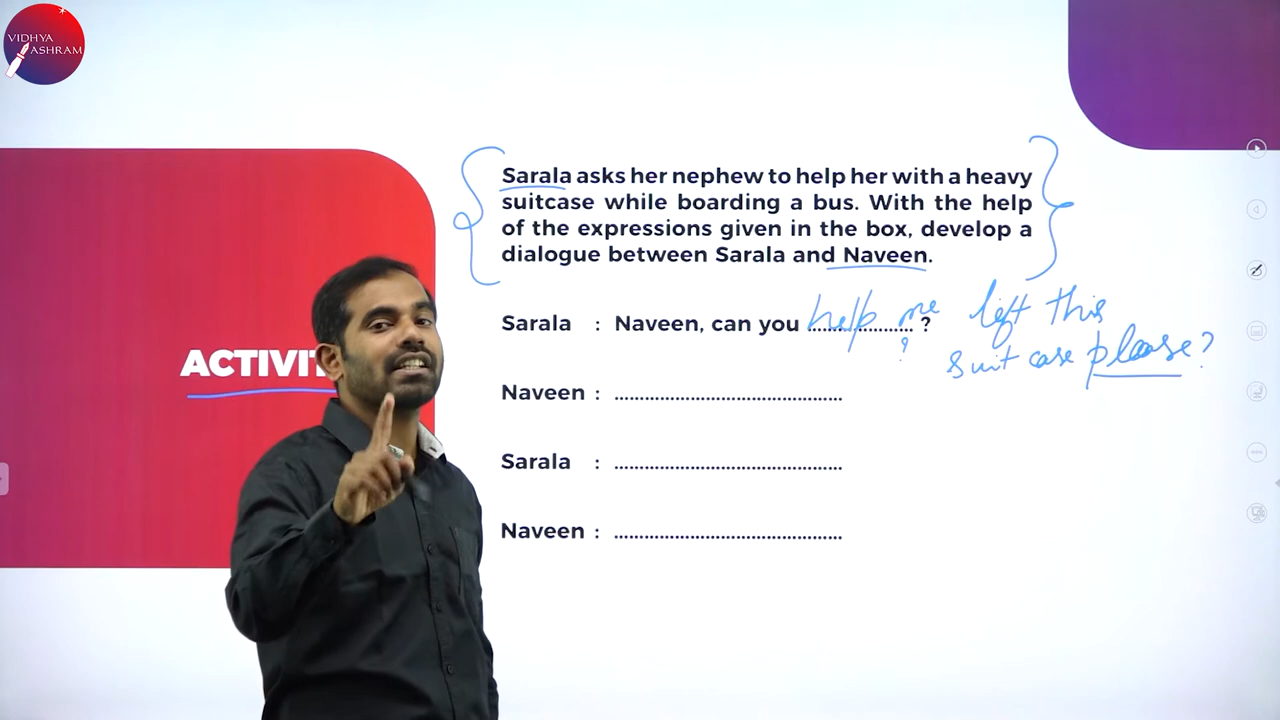 VIDHYA
ASHRAM
Sarala asks her nephew to help her with a heavy
suitcase while boarding a bus. With the help
of the expressions given in the box, develop a
dialogue between Sarala and Naveen.
Sarala : Naveen, can you ...................... ? help me left this
suit case please?
ACTIVIT
Naveen : ......................................
Sarala : ......................................
Naveen : ......................................